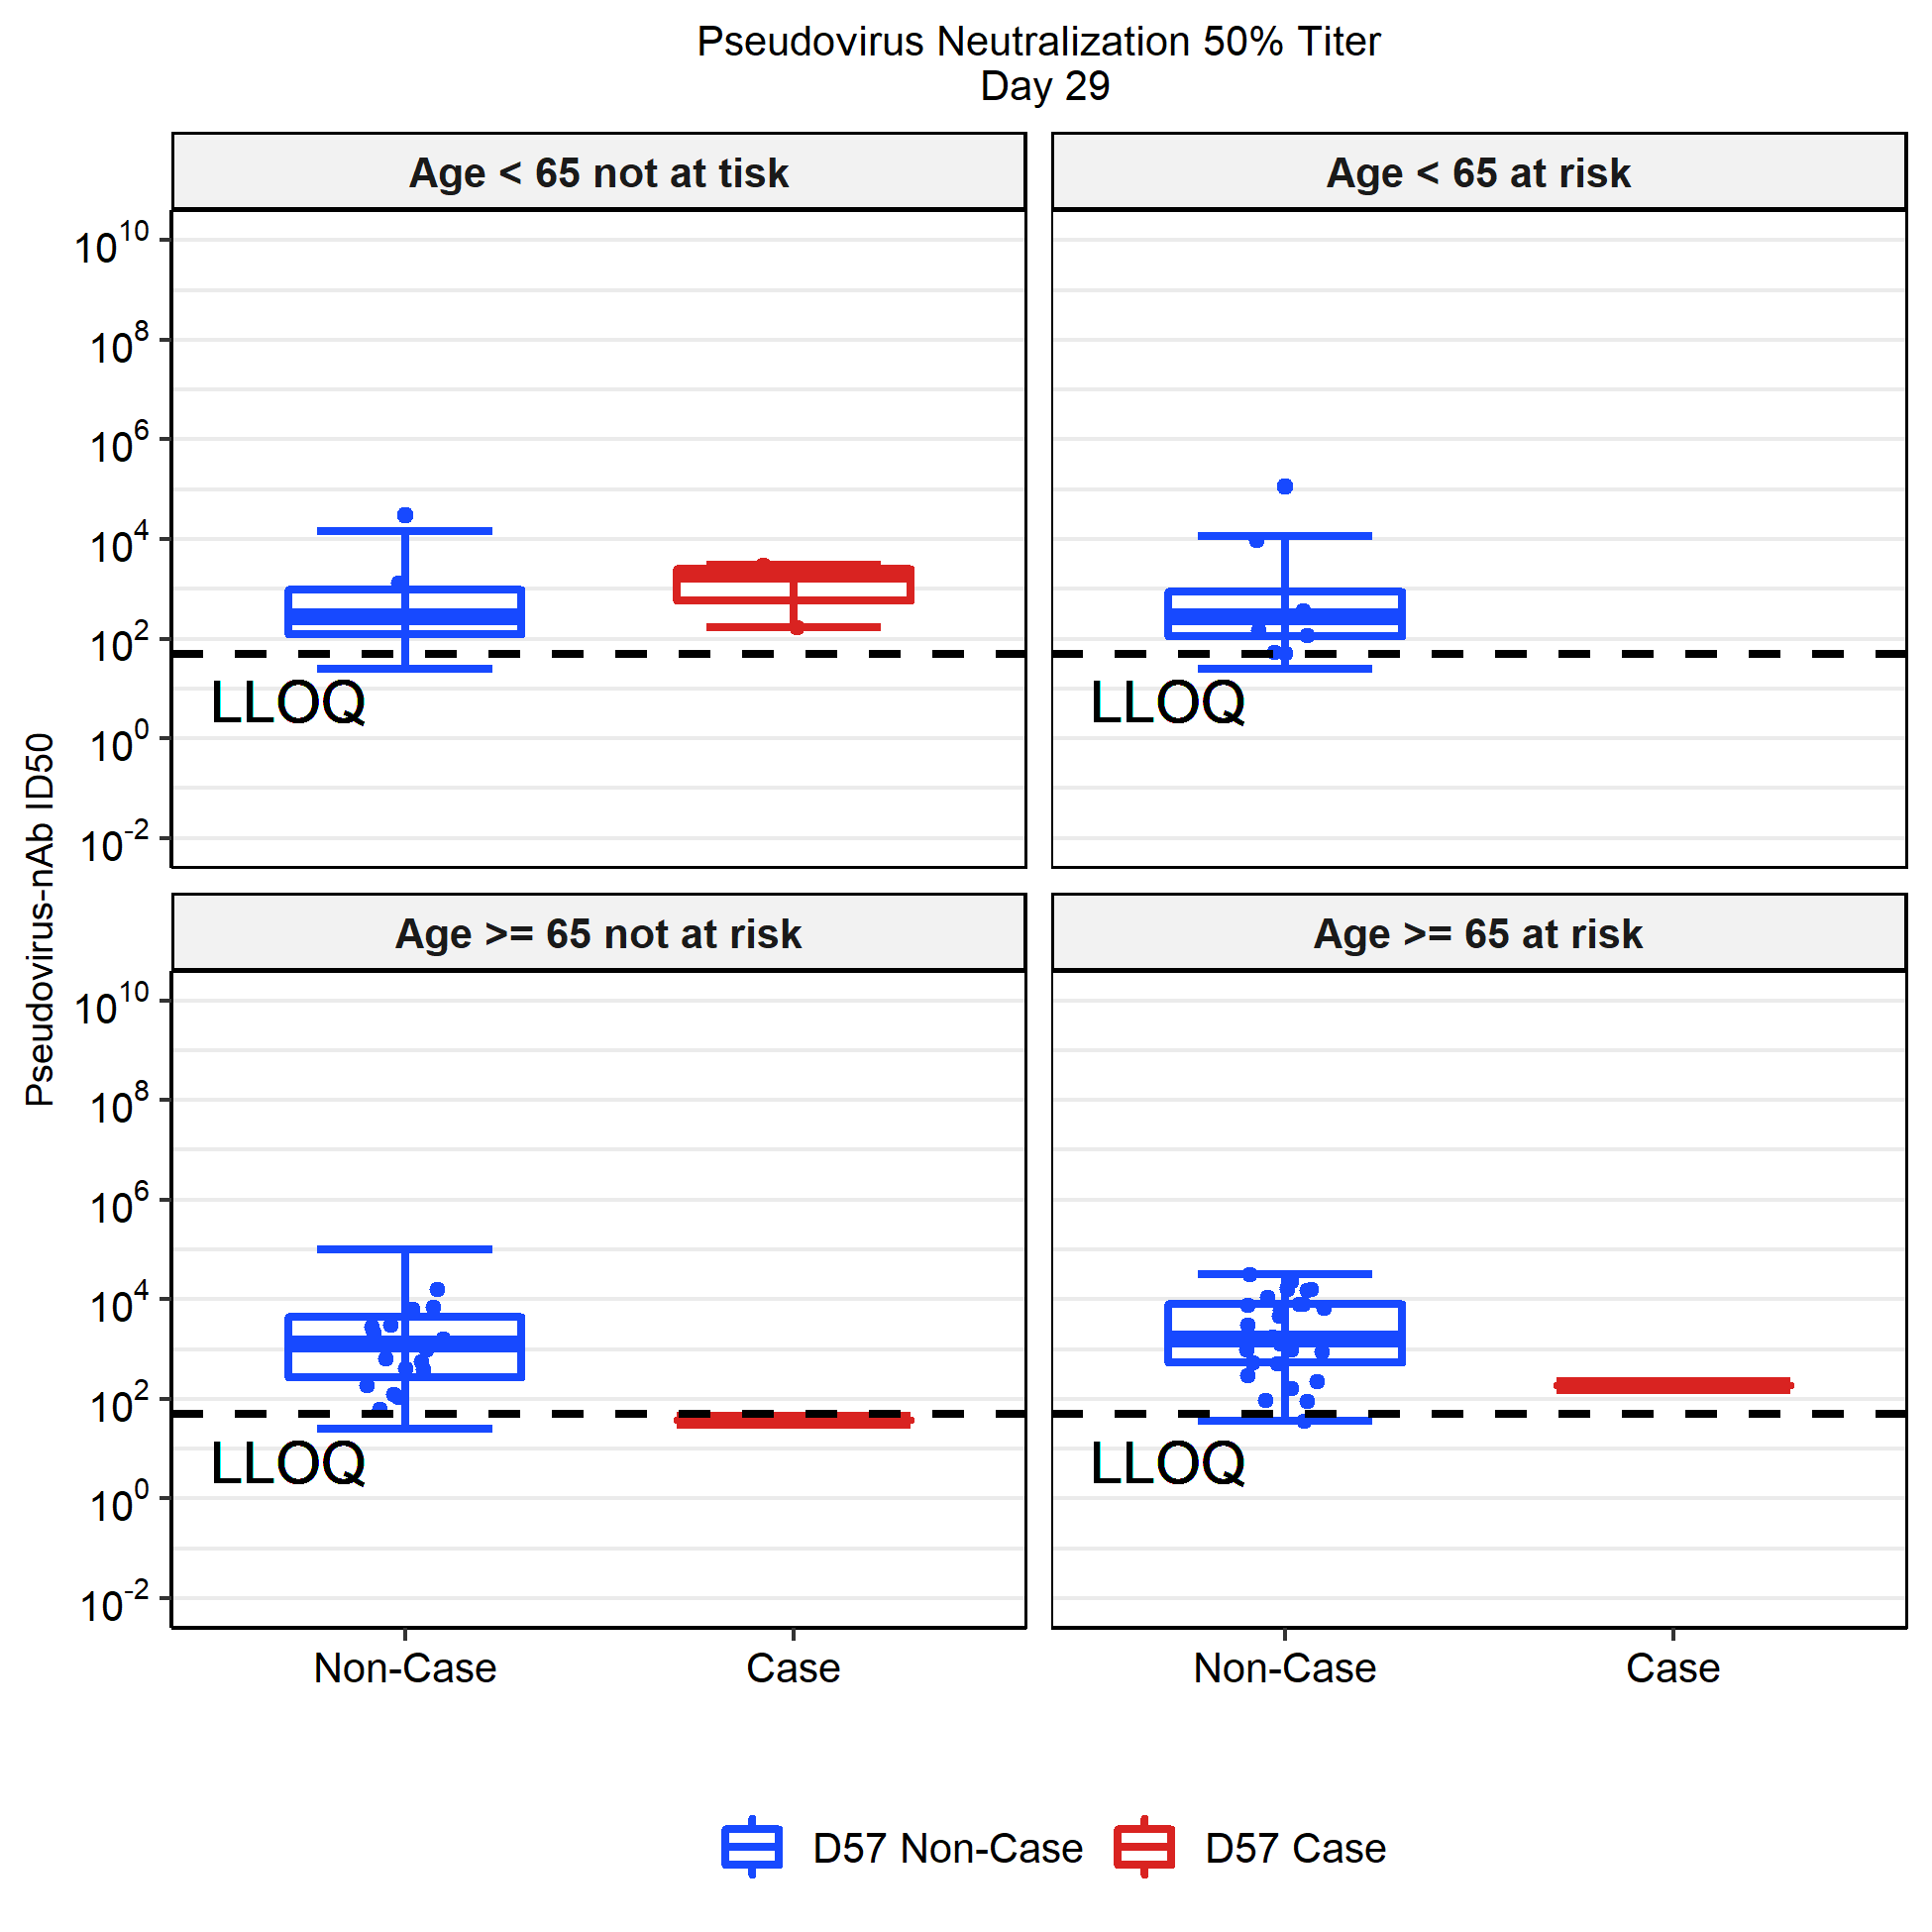 Pseudovirus Neutralization 50% Titer
Day 29
Age < 65 not at tisk
Age < 65 at risk
10^10
10^8
10^6
10^4
10^2
10^0
10^-2
LLOQ
LLOQ
Pseudovirus-nAb ID50
Age >= 65 not at risk
Age >= 65 at risk
10^10
10^8
10^6
10^4
10^2
10^0
10^-2
LLOQ
LLOQ
Non-Case
Case
Non-Case
Case
D57 Non-Case
D57 Case